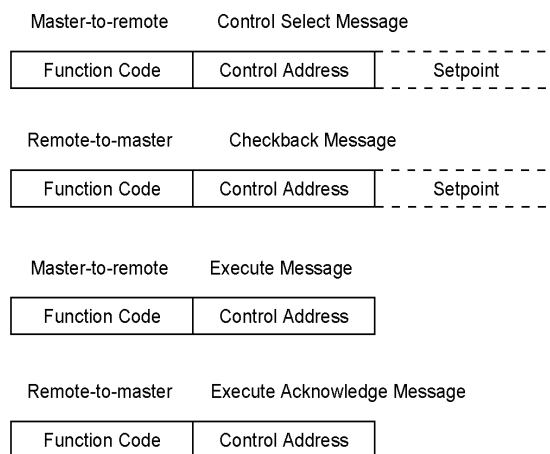 Master-to-remote Control Select Message
Function Code Control Address Setpoint
Remote-to-master Checkback Message
Function Code Control Address Setpoint
Master-to-remote Execute Message
Function Code Control Address
Remote-to-master Execute Acknowledge Message
Function Code Control Address